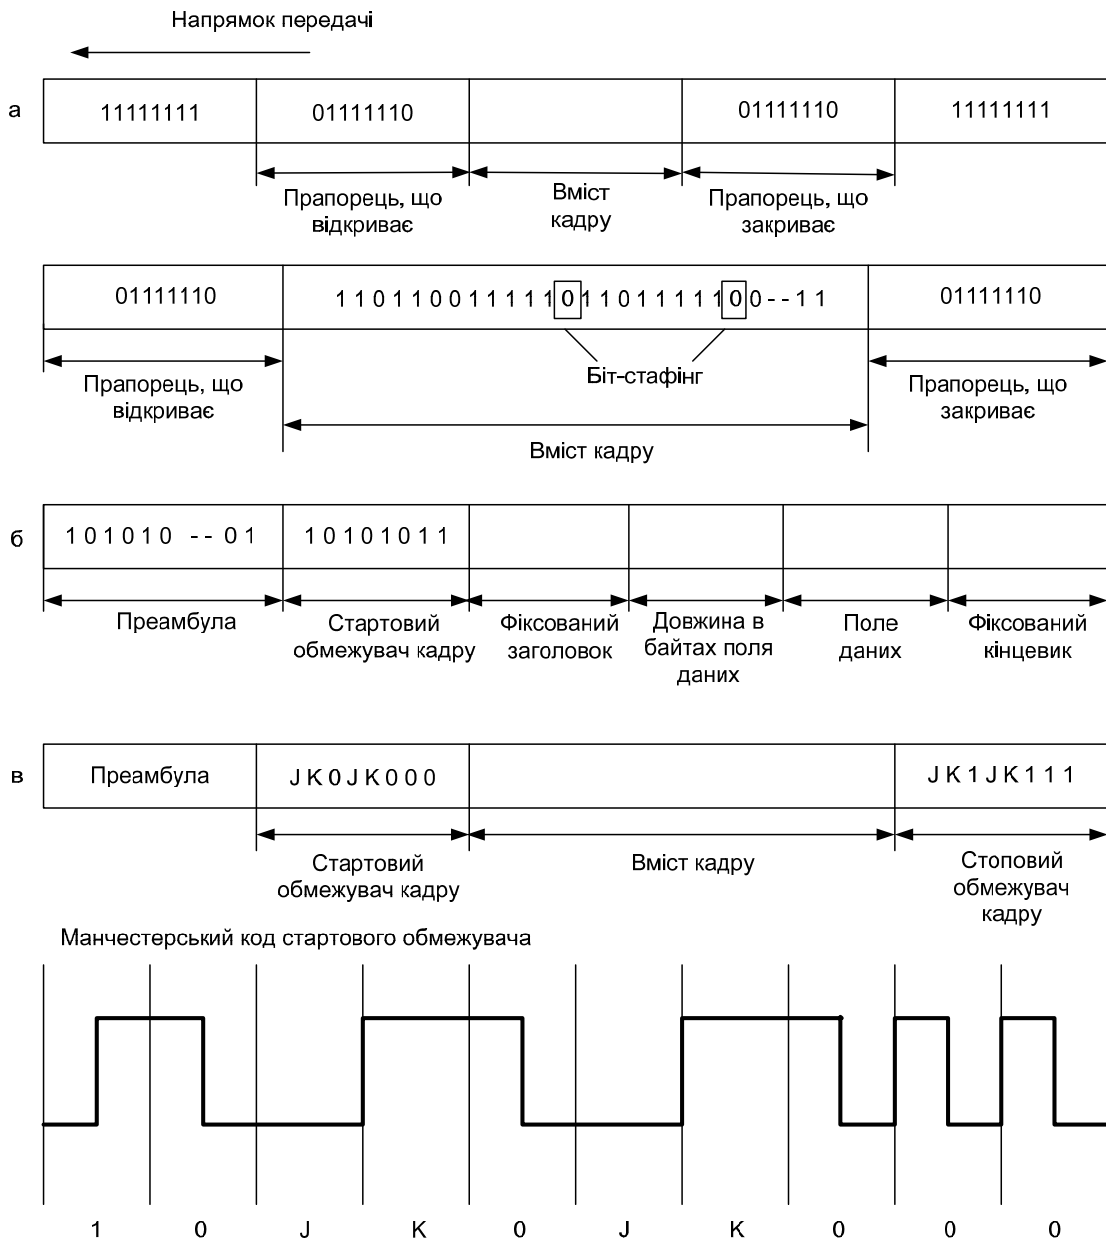 Напрямок передачі
а
11111111 01111110 01111110 11111111
Прапорець, що
відкриває
Вміст
кадру
Прапорець, що
закриває
01111110 1 1 0 1 1 0 0 1 1 1 1 1 0 1 1 0 1 1 1 1 1 0 0 - - 1 1 01111110
Біт-стафінг
Прапорець, що
відкриває
Вміст кадру
Прапорець, що
закриває
б
1 0 1 0 1 0 -- 0 1 1 0 1 0 1 0 1 1
Преамбула
Стартовий
обмежувач кадру
Фіксований
заголовок
Довжина в
байтах поля
даних
Поле
даних
Фіксований
кінцевик
в
Преамбула J K 0 J K 0 0 0 J K 1 J K 1 1 1
Стартовий
обмежувач кадру
Вміст кадру
Стоповий
обмежувач
кадру
Манчестерський код стартового обмежувача
1 0 J K 0 J K 0 0 0